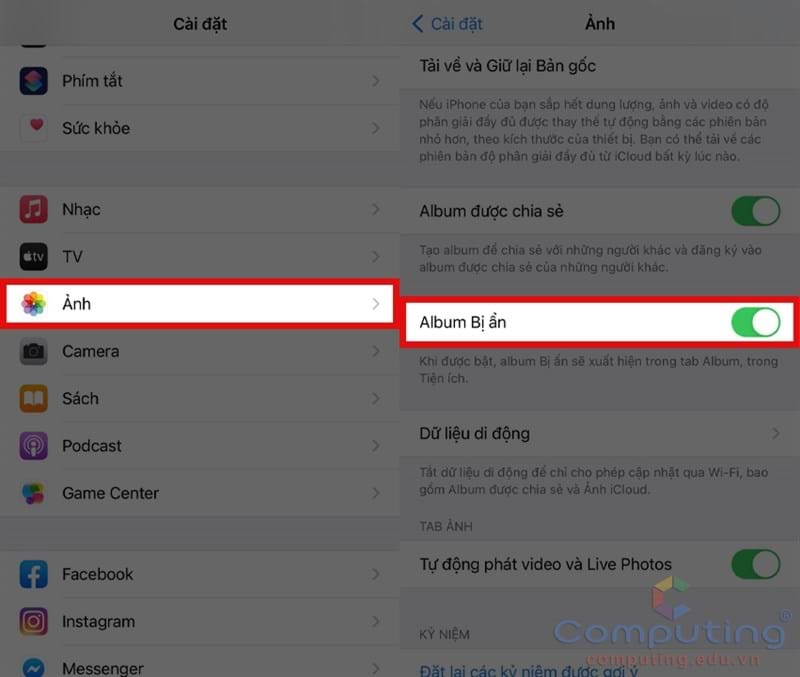 Cài đặt
Phím tắt
Sức khỏe
Nhạc
tv
TV
Ảnh
Camera
Sách
Podcast
Game Center
Facebook
Instagram
Messenger
Cài đặt
Ảnh
Tải về và Giữ lại Bản gốc
Nếu iPhone của bạn sắp hết dung lượng, ảnh và video có độ
phân giải đầy đủ được thay thế tự động bằng các phiên bản
nhỏ hơn, theo kích thước của thiết bị. Bạn có thể tải về các
phiên bản độ phân giải đầy đủ từ iCloud bất kỳ lúc nào.
Album được chia sẻ
Tạo album để chia sẻ với những người khác và đăng ký vào
album được chia sẻ của những người khác.
Album Bị ẩn
Khi được bật, album Bị ẩn sẽ xuất hiện trong tab Album, trong
Tiện ích.
Dữ liệu di động
Tắt dữ liệu di động để chỉ cho phép cập nhật qua Wi-Fi, bao
gồm Album được chia sẻ và Ảnh iCloud.
TAB ẢNH
Tự động phát video và Live Photos
KỶ NIỆM
Đặt lại các kỷ niệm được gợi ý
Computing®
computing.edu.vn